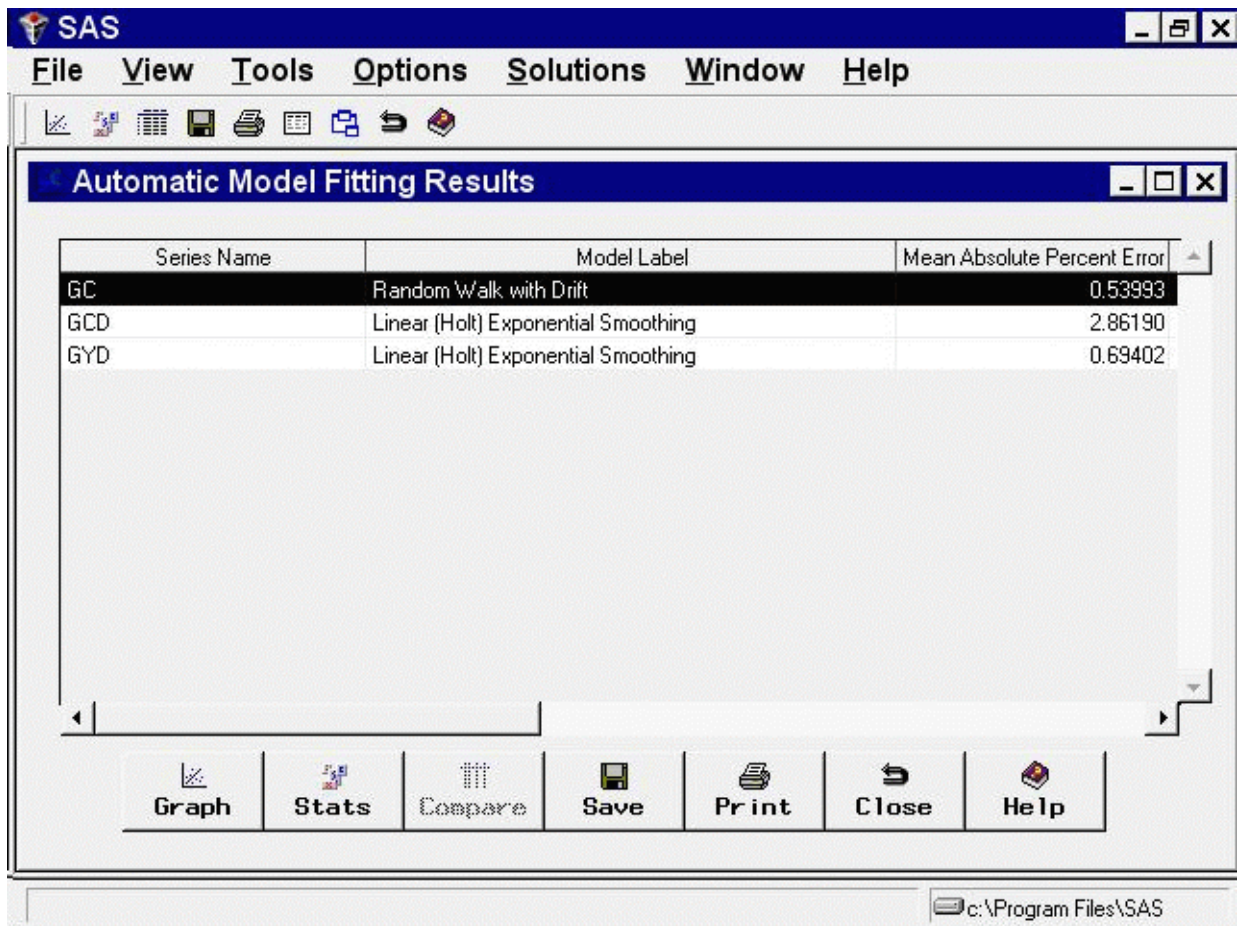 SAS
File View Tools Options Solutions Window Help
Automatic Model Fitting Results
Series Name Model Label Mean Absolute Percent Error
GC Random Walk with Drift 0.53993
GCD Linear (Holt) Exponential Smoothing 2.86190
GYD Linear (Holt) Exponential Smoothing 0.69402
Graph Stats Compare Save Print Close Help
c:\Program Files\SAS